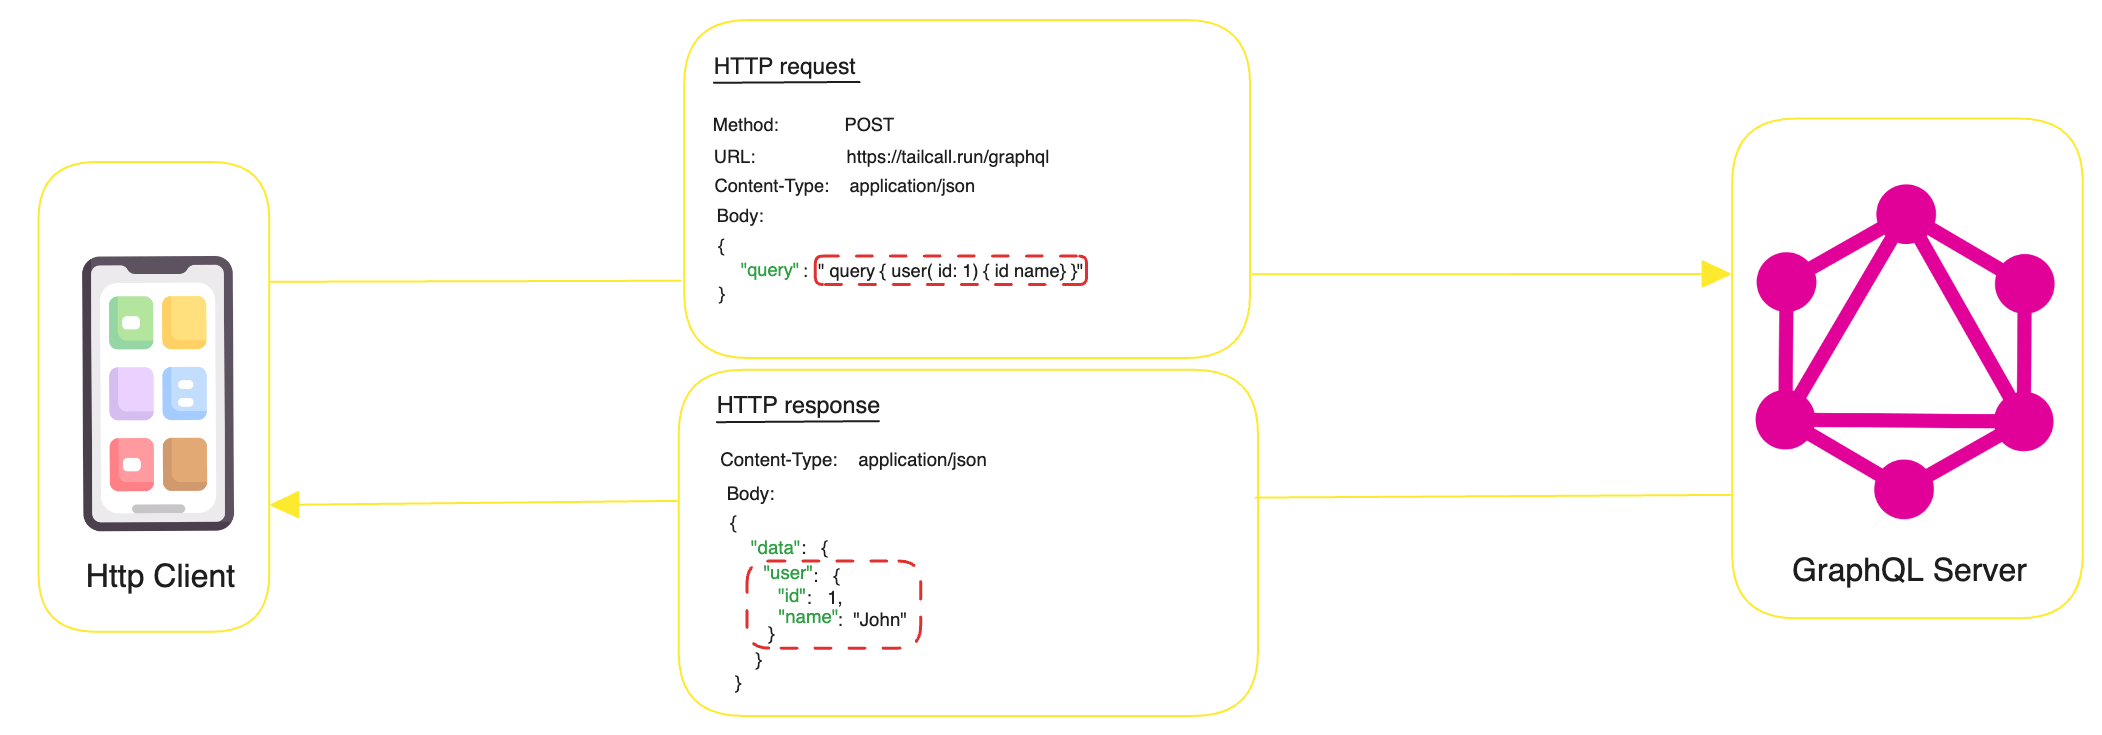 HTTP request
Method: POST
URL: https://tailcall.run/graphql
Content-Type: application/json
Body:
{
"query" : " query { user( id: 1) { id name} }"
}
HTTP response
Content-Type: application/json
Body:
{
"data": {
"user": {
"id": 1,
"name": "John"
}
}
}
Http Client
GraphQL Server